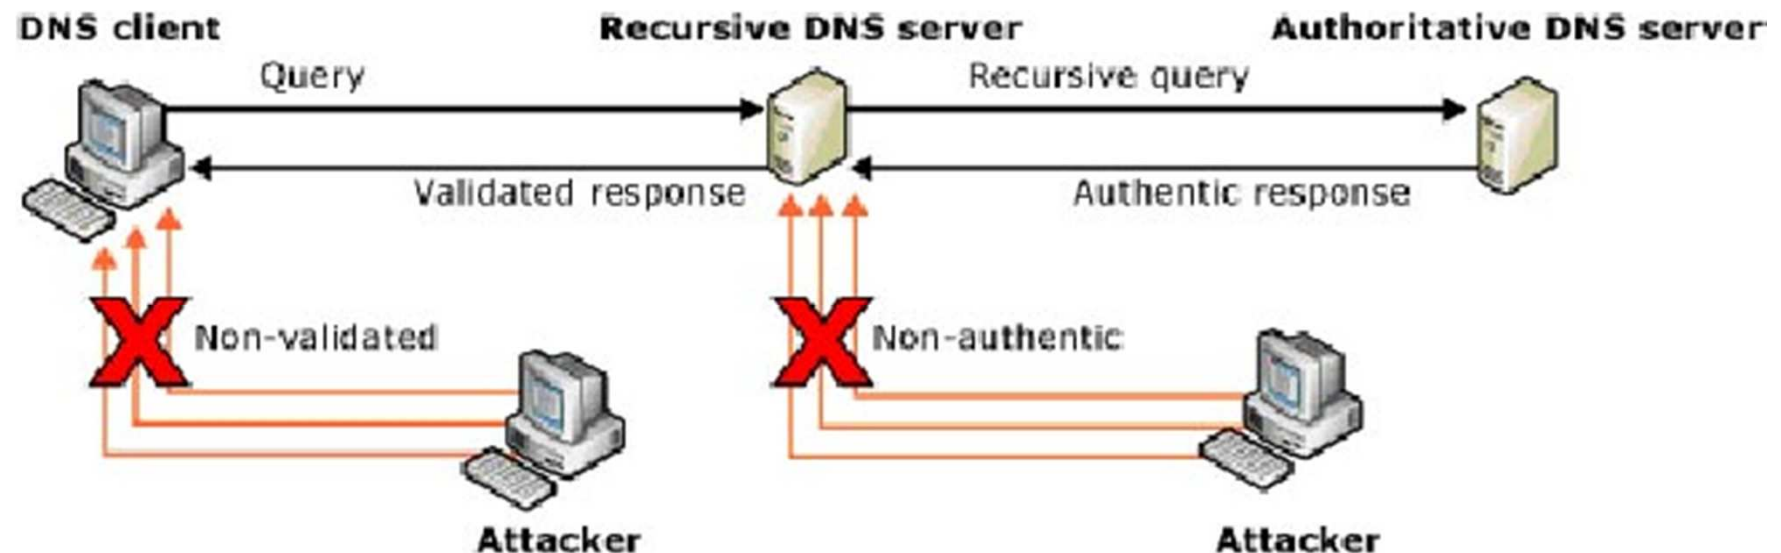 DNS client
Recursive DNS server
Authoritative DNS server
Query
Recursive query
Validated response
Authentic response
Non-validated
Non-authentic
Attacker
Attacker